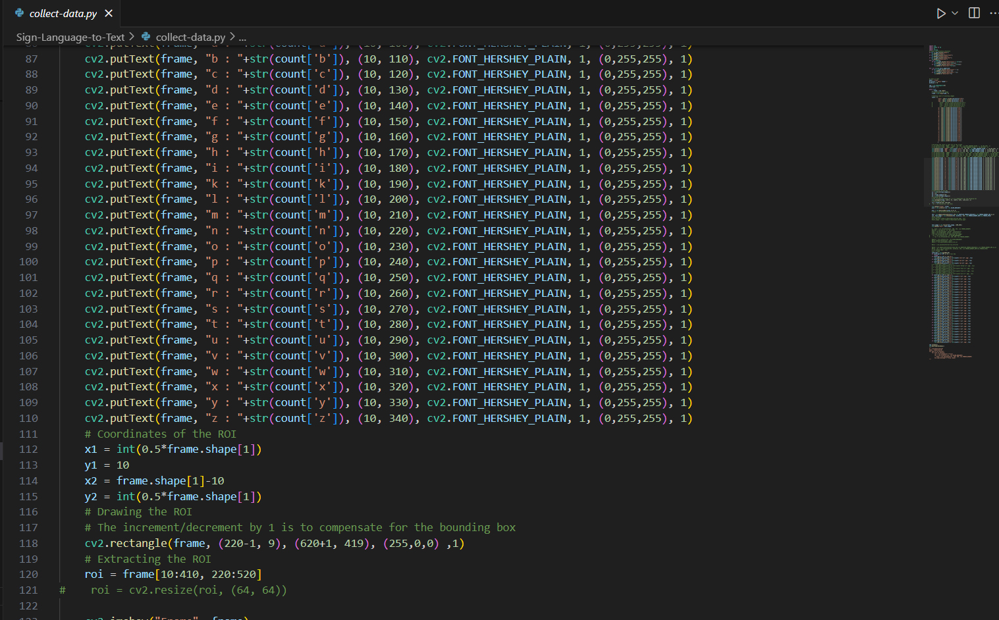 collect-data.py
Sign-Language-to-Text > collect-data.py > ...
87 cv2.putText(frame, "b : "+str(count['b']), (10, 110), cv2.FONT_HERSHEY_PLAIN, 1, (0,255,255), 1)
88 cv2.putText(frame, "c : "+str(count['c']), (10, 120), cv2.FONT_HERSHEY_PLAIN, 1, (0,255,255), 1)
89 cv2.putText(frame, "d : "+str(count['d']), (10, 130), cv2.FONT_HERSHEY_PLAIN, 1, (0,255,255), 1)
90 cv2.putText(frame, "e : "+str(count['e']), (10, 140), cv2.FONT_HERSHEY_PLAIN, 1, (0,255,255), 1)
91 cv2.putText(frame, "f : "+str(count['f']), (10, 150), cv2.FONT_HERSHEY_PLAIN, 1, (0,255,255), 1)
92 cv2.putText(frame, "g : "+str(count['g']), (10, 160), cv2.FONT_HERSHEY_PLAIN, 1, (0,255,255), 1)
93 cv2.putText(frame, "h : "+str(count['h']), (10, 170), cv2.FONT_HERSHEY_PLAIN, 1, (0,255,255), 1)
94 cv2.putText(frame, "i : "+str(count['i']), (10, 180), cv2.FONT_HERSHEY_PLAIN, 1, (0,255,255), 1)
95 cv2.putText(frame, "k : "+str(count['k']), (10, 190), cv2.FONT_HERSHEY_PLAIN, 1, (0,255,255), 1)
96 cv2.putText(frame, "l : "+str(count['l']), (10, 200), cv2.FONT_HERSHEY_PLAIN, 1, (0,255,255), 1)
97 cv2.putText(frame, "m : "+str(count['m']), (10, 210), cv2.FONT_HERSHEY_PLAIN, 1, (0,255,255), 1)
98 cv2.putText(frame, "n : "+str(count['n']), (10, 220), cv2.FONT_HERSHEY_PLAIN, 1, (0,255,255), 1)
99 cv2.putText(frame, "o : "+str(count['o']), (10, 230), cv2.FONT_HERSHEY_PLAIN, 1, (0,255,255), 1)
100 cv2.putText(frame, "p : "+str(count['p']), (10, 240), cv2.FONT_HERSHEY_PLAIN, 1, (0,255,255), 1)
101 cv2.putText(frame, "q : "+str(count['q']), (10, 250), cv2.FONT_HERSHEY_PLAIN, 1, (0,255,255), 1)
102 cv2.putText(frame, "r : "+str(count['r']), (10, 260), cv2.FONT_HERSHEY_PLAIN, 1, (0,255,255), 1)
103 cv2.putText(frame, "s : "+str(count['s']), (10, 270), cv2.FONT_HERSHEY_PLAIN, 1, (0,255,255), 1)
104 cv2.putText(frame, "t : "+str(count['t']), (10, 280), cv2.FONT_HERSHEY_PLAIN, 1, (0,255,255), 1)
105 cv2.putText(frame, "u : "+str(count['u']), (10, 290), cv2.FONT_HERSHEY_PLAIN, 1, (0,255,255), 1)
106 cv2.putText(frame, "v : "+str(count['v']), (10, 300), cv2.FONT_HERSHEY_PLAIN, 1, (0,255,255), 1)
107 cv2.putText(frame, "w : "+str(count['w']), (10, 310), cv2.FONT_HERSHEY_PLAIN, 1, (0,255,255), 1)
108 cv2.putText(frame, "x : "+str(count['x']), (10, 320), cv2.FONT_HERSHEY_PLAIN, 1, (0,255,255), 1)
109 cv2.putText(frame, "y : "+str(count['y']), (10, 330), cv2.FONT_HERSHEY_PLAIN, 1, (0,255,255), 1)
110 cv2.putText(frame, "z : "+str(count['z']), (10, 340), cv2.FONT_HERSHEY_PLAIN, 1, (0,255,255), 1)
111 # Coordinates of the ROI
112 x1 = int(0.5*frame.shape[1])
113 y1 = 10
114 x2 = frame.shape[1]-10
115 y2 = int(0.5*frame.shape[1])
116 # Drawing the ROI
117 # The increment/decrement by 1 is to compensate for the bounding box
118 cv2.rectangle(frame, (220-1, 9), (620+1, 419), (255,0,0) ,1)
119 # Extracting the ROI
120 roi = frame[10:410, 220:520]
121 #    roi = cv2.resize(roi, (64, 64))
122